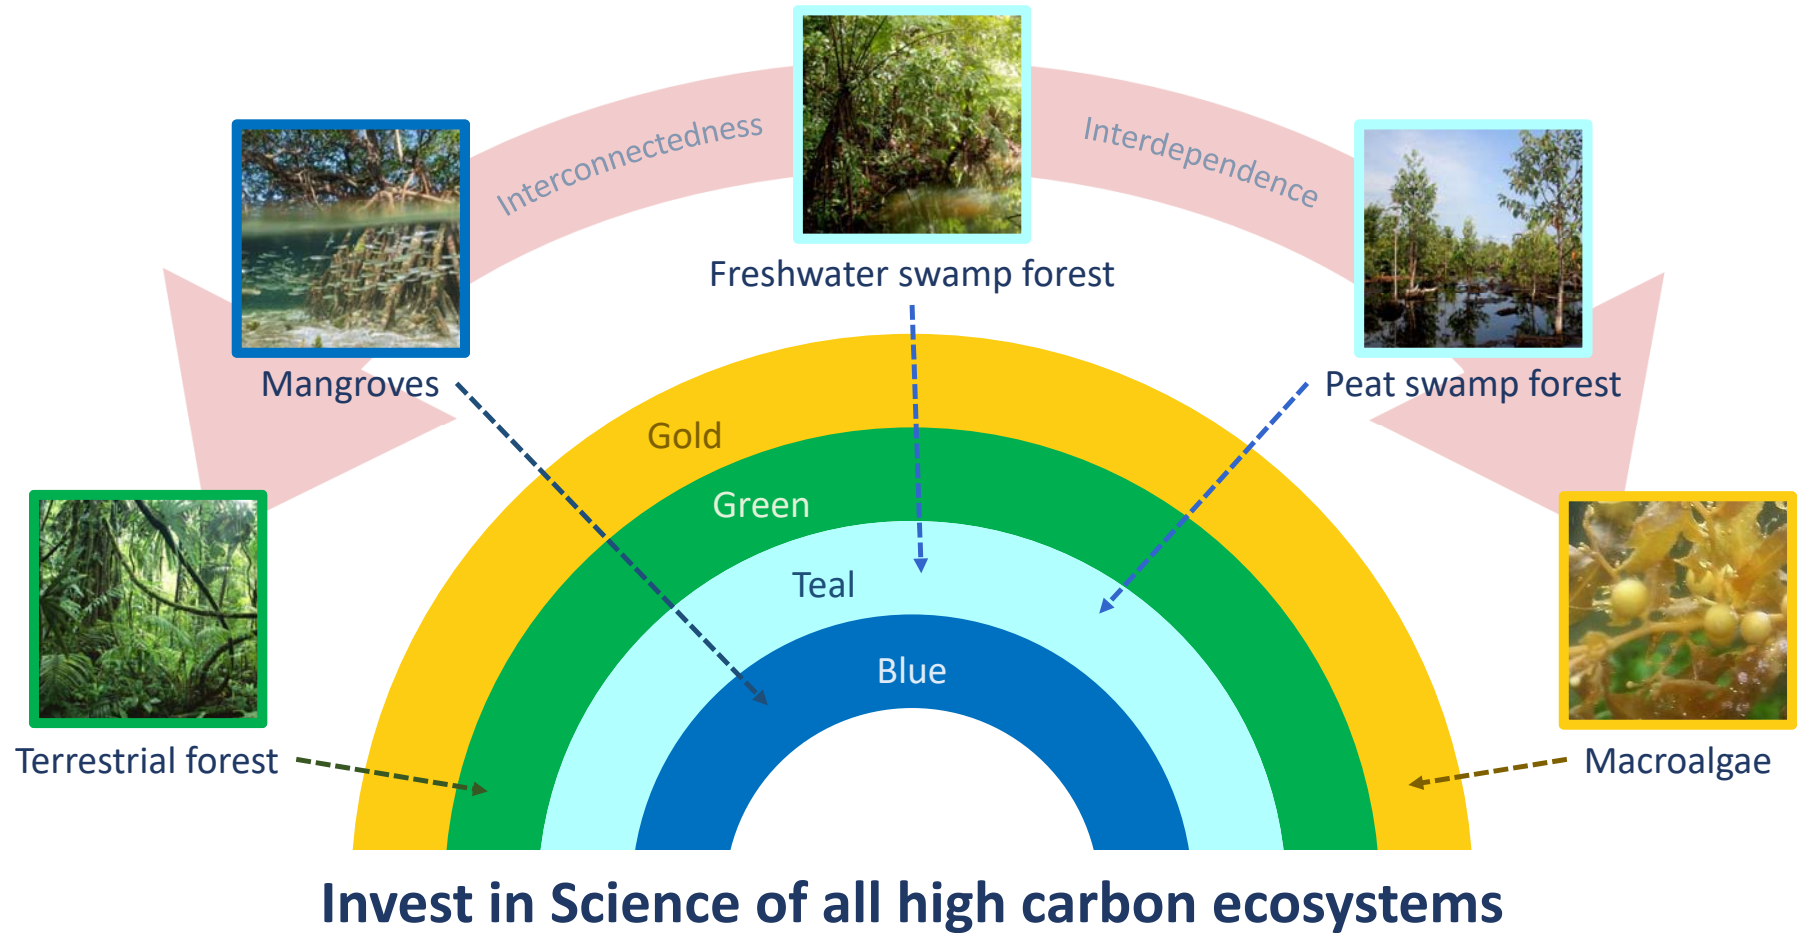 Interconnectedness
Interdependence
Freshwater swamp forest
Mangroves
Peat swamp forest
Gold
Green
Teal
Blue
Terrestrial forest
Macroalgae
Invest in Science of all high carbon ecosystems